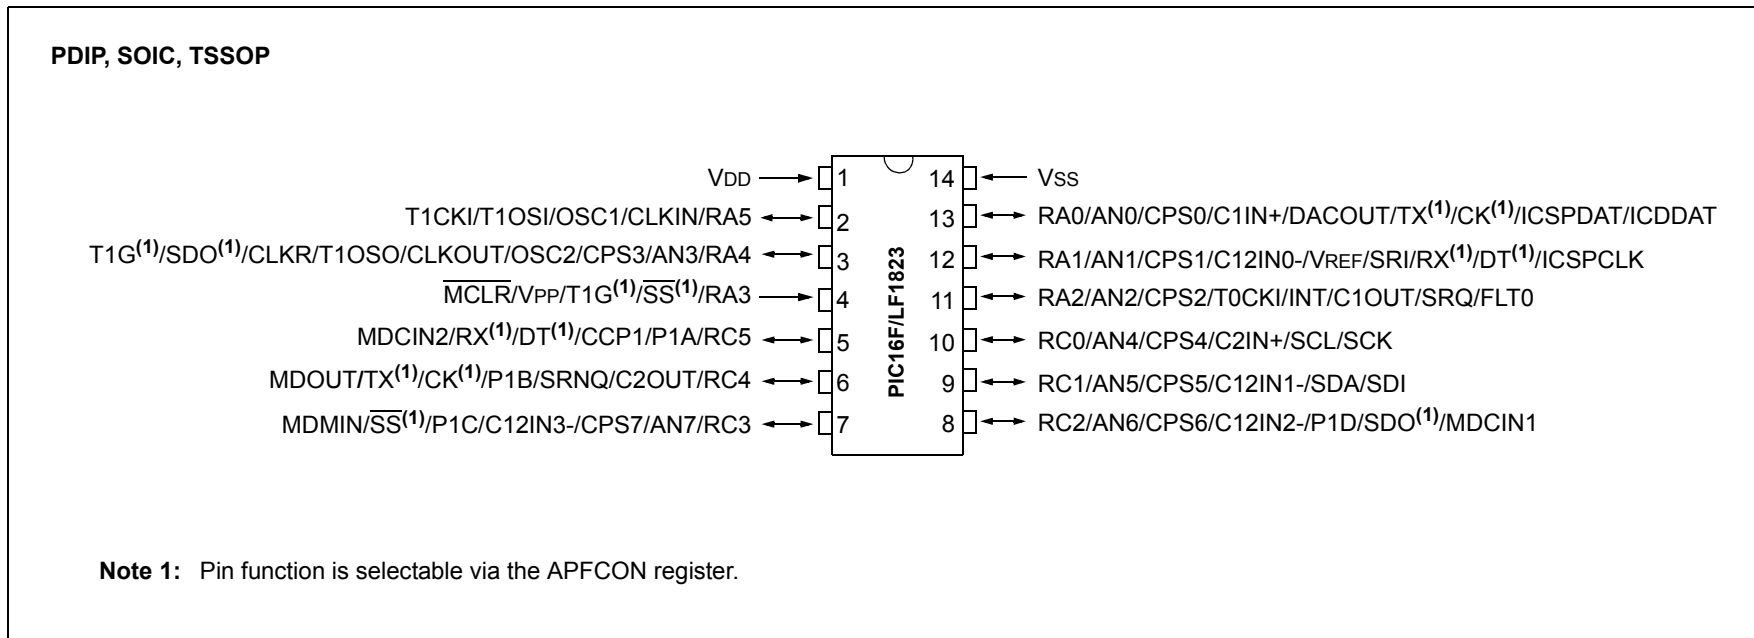 PDIP, SOIC, TSSOP
VDD 1 14 VSS
T1CKI/T1OSI/OSC1/CLKIN/RA5 2 13 RA0/AN0/CPS0/C1IN+/DACOUT/TX(1)/CK(1)/ICSPDAT/ICDDAT
T1G(1)/SDO(1)/CLKR/T1OSO/CLKOUT/OSC2/CPS3/AN3/RA4 3 12 RA1/AN1/CPS1/C12IN0-/VREF/SRI/RX(1)/DT(1)/ICSPCLK
M̅C̅L̅R̅/VPP/T1G(1)/S̅S̅(1)/RA3 4 11 RA2/AN2/CPS2/T0CKI/INT/C1OUT/SRQ/FLT0
MDCIN2/RX(1)/DT(1)/CCP1/P1A/RC5 5 10 RC0/AN4/CPS4/C2IN+/SCL/SCK
MDOUT/TX(1)/CK(1)/P1B/SRNQ/C2OUT/RC4 6 9 RC1/AN5/CPS5/C12IN1-/SDA/SDI
MDMIN/S̅S̅(1)/P1C/C12IN3-/CPS7/AN7/RC3 7 8 RC2/AN6/CPS6/C12IN2-/P1D/SDO(1)/MDCIN1
PIC16F/LF1823
Note 1: Pin function is selectable via the APFCON register.